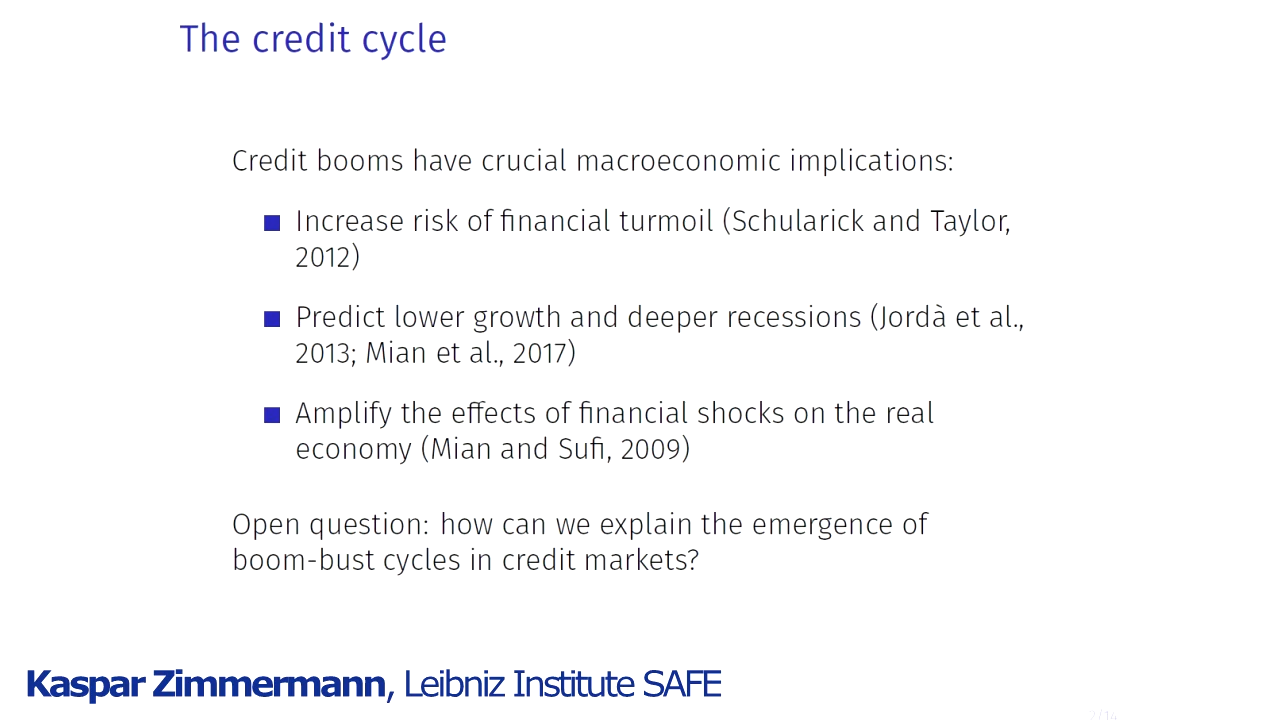 The credit cycle
Credit booms have crucial macroeconomic implications:
Increase risk of financial turmoil (Schularick and Taylor,
2012)
Predict lower growth and deeper recessions (Jordà et al.,
2013; Mian et al., 2017)
Amplify the effects of financial shocks on the real
economy (Mian and Sufi, 2009)
Open question: how can we explain the emergence of
boom-bust cycles in credit markets?
Kaspar Zimmermann, Leibniz Institute SAFE
2/14